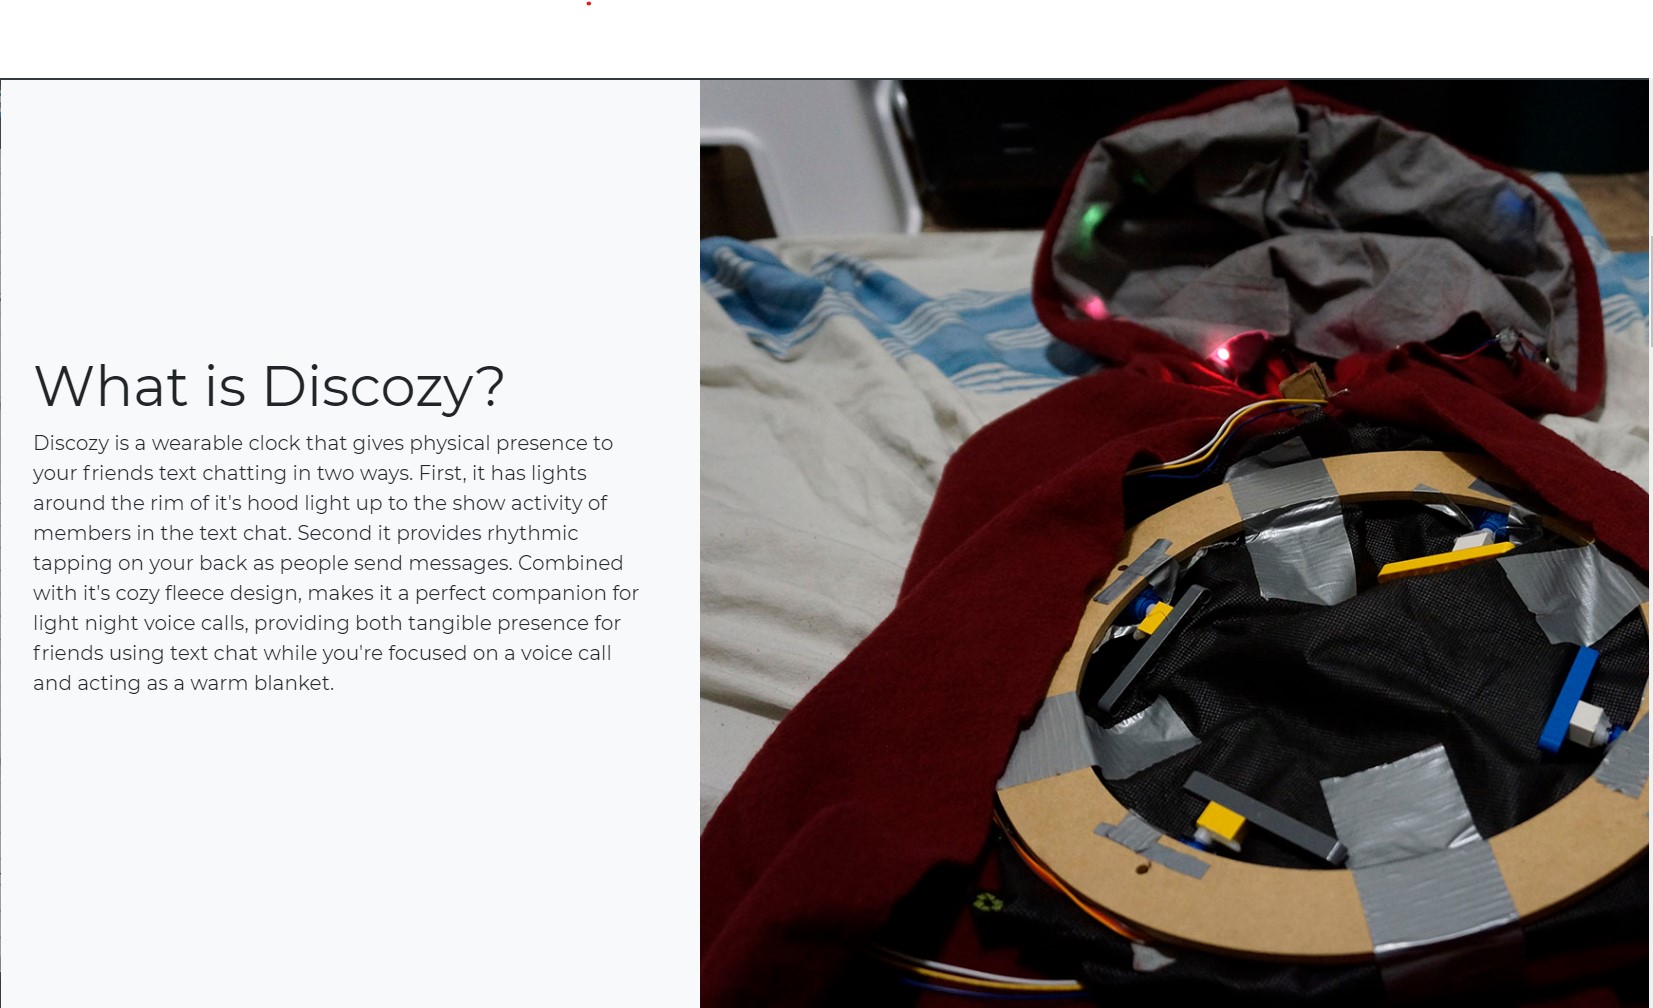 What is Discozy?
Discozy is a wearable clock that gives physical presence to
your friends text chatting in two ways. First, it has lights
around the rim of it's hood light up to the show activity of
members in the text chat. Second it provides rhythmic
tapping on your back as people send messages. Combined
with it's cozy fleece design, makes it a perfect companion for
light night voice calls, providing both tangible presence for
friends using text chat while you're focused on a voice call
and acting as a warm blanket.